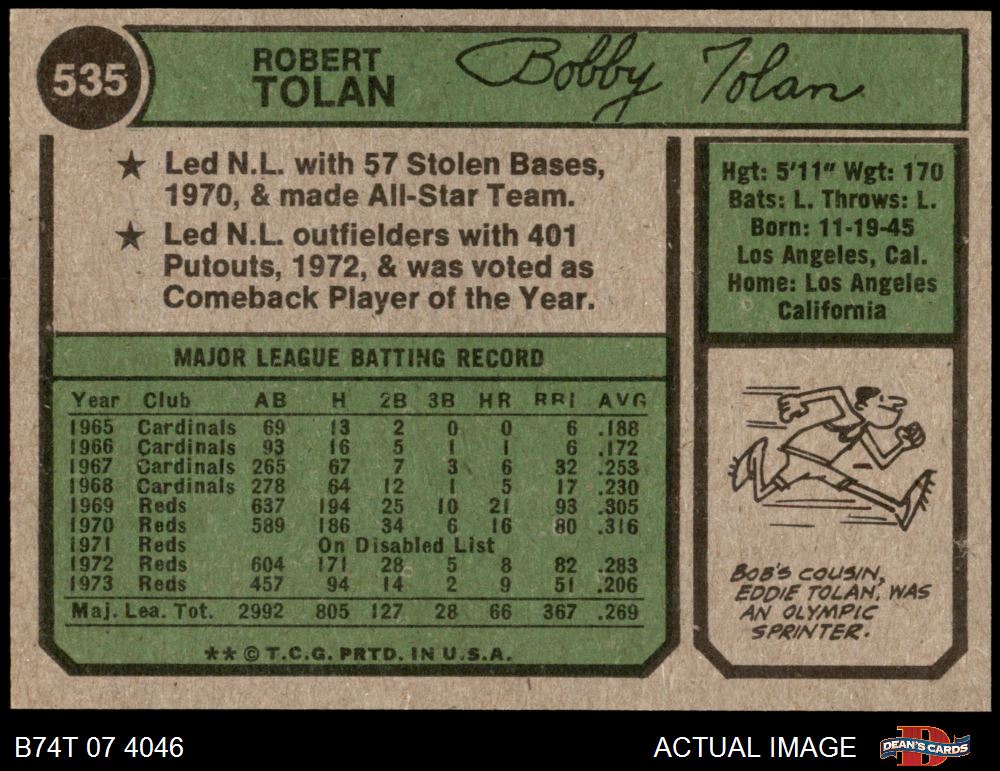 535
ROBERT
TOLAN
Bobby Tolan
★ Led N.L. with 57 Stolen Bases,
1970, & made All-Star Team.
★ Led N.L. outfielders with 401
Putouts, 1972, & was voted as
Comeback Player of the Year.
Hgt: 5'11" Wgt: 170
Bats: L. Throws: L.
Born: 11-19-45
Los Angeles, Cal.
Home: Los Angeles
California
MAJOR LEAGUE BATTING RECORD
Year Club AB H 2B 3B HR RBI AVG
1965 Cardinals 69 13 2 0 0 6 .188
1966 Cardinals 93 16 5 1 1 6 .172
1967 Cardinals 265 67 7 3 6 32 .253
1968 Cardinals 278 64 12 1 5 17 .230
1969 Reds 637 194 25 10 21 93 .305
1970 Reds 589 186 34 6 16 80 .316
1971 Reds On Disabled List
1972 Reds 604 171 28 5 8 82 .283
1973 Reds 457 94 14 2 9 51 .206
Maj. Lea. Tot. 2992 805 127 28 66 367 .269
** © T.C.G. PRTD. IN U.S.A.
BOB'S COUSIN,
EDDIE TOLAN, WAS
AN OLYMPIC
SPRINTER.
B74T 07 4046
ACTUAL IMAGE
D
DEAN'S CARDS